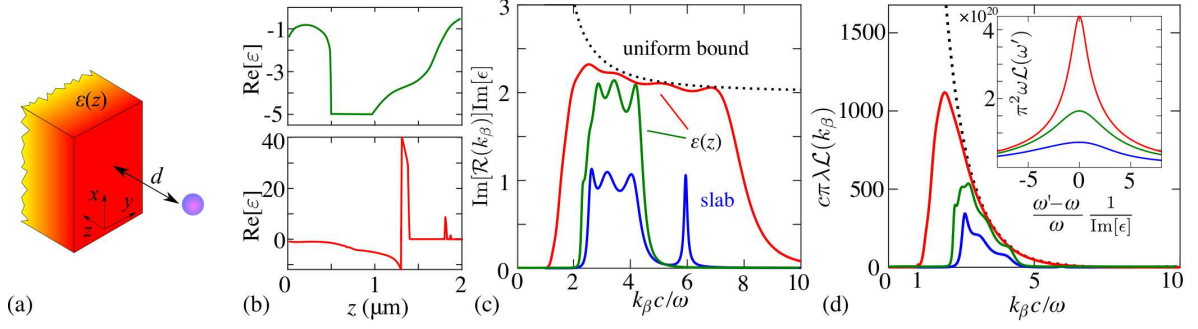 (a)
ε(z)
d
x
y
z
(b)
Re[ε]
-1
-3
-5
Re[ε]
40
20
0
0
1
2
z (μm)
(c)
Im[ℛ(kβ)]Im[ϵ]
3
2
1
0
0
2
4
6
8
10
kβc/ω
uniform bound
ε(z)
slab
(d)
cπλℒ(kβ)
1500
1000
500
0
0
1
5
10
kβc/ω
×10²⁰
π²ωℒ(ω')
4
2
-5
0
5
ω'−ω
ω
1
Im[ϵ]